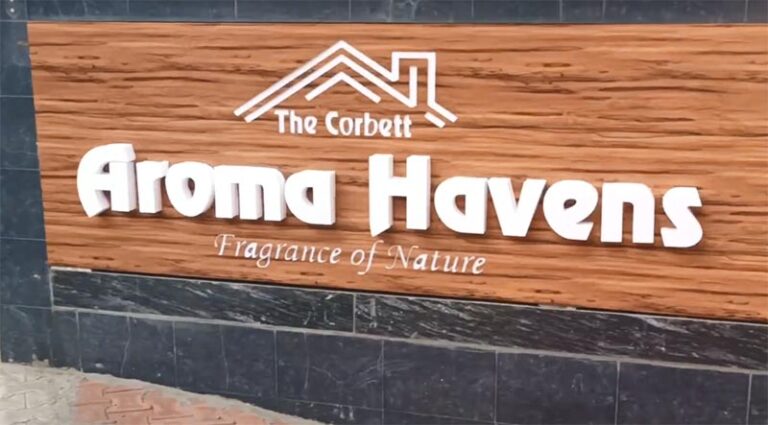 The Corbett
Aroma Havens
Fragrance of Nature